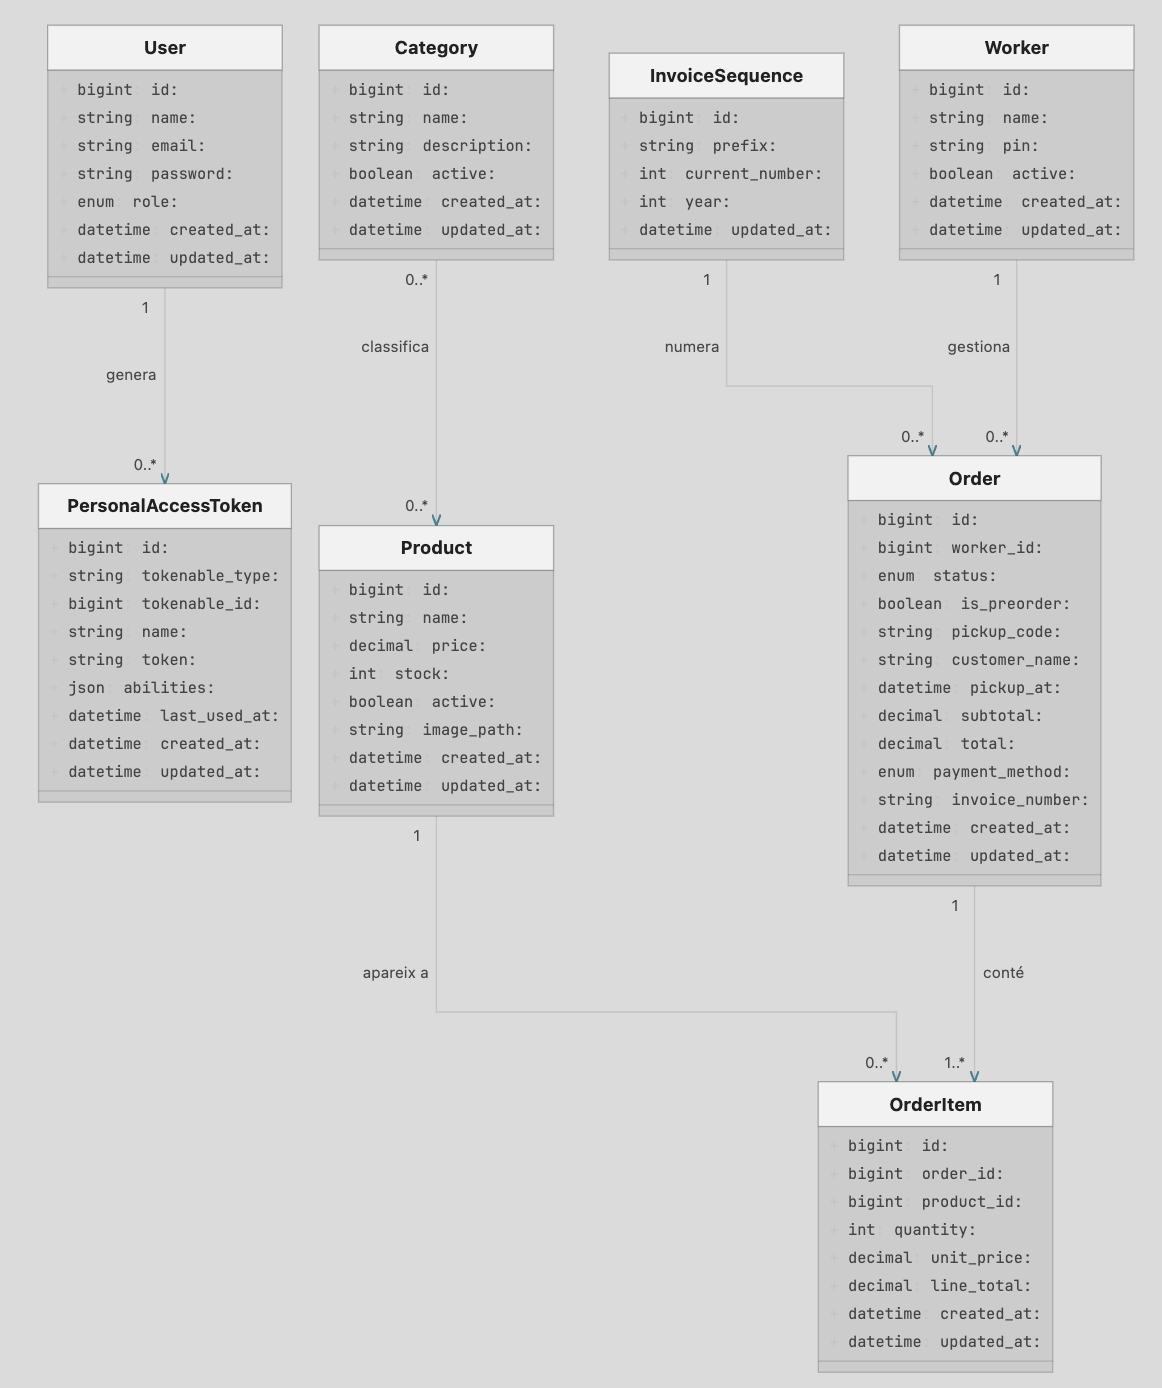 User
bigint id:
string name:
string email:
string password:
enum role:
datetime created_at:
datetime updated_at:
Category
bigint id:
string name:
string description:
boolean active:
datetime created_at:
datetime updated_at:
InvoiceSequence
bigint id:
string prefix:
int current_number:
int year:
datetime updated_at:
Worker
bigint id:
string name:
string pin:
boolean active:
datetime created_at:
datetime updated_at:
1
genera
0..*
0..*
classifica
0..*
1
numera
0..*
1
gestiona
0..*
PersonalAccessToken
bigint id:
string tokenable_type:
bigint tokenable_id:
string name:
string token:
json abilities:
datetime last_used_at:
datetime created_at:
datetime updated_at:
Product
bigint id:
string name:
decimal price:
int stock:
boolean active:
string image_path:
datetime created_at:
datetime updated_at:
Order
bigint id:
bigint worker_id:
enum status:
boolean is_preorder:
string pickup_code:
string customer_name:
datetime pickup_at:
decimal subtotal:
decimal total:
enum payment_method:
string invoice_number:
datetime created_at:
datetime updated_at:
1
apareix a
0..*
1
conté
1..*
OrderItem
bigint id:
bigint order_id:
bigint product_id:
int quantity:
decimal unit_price:
decimal line_total:
datetime created_at:
datetime updated_at: